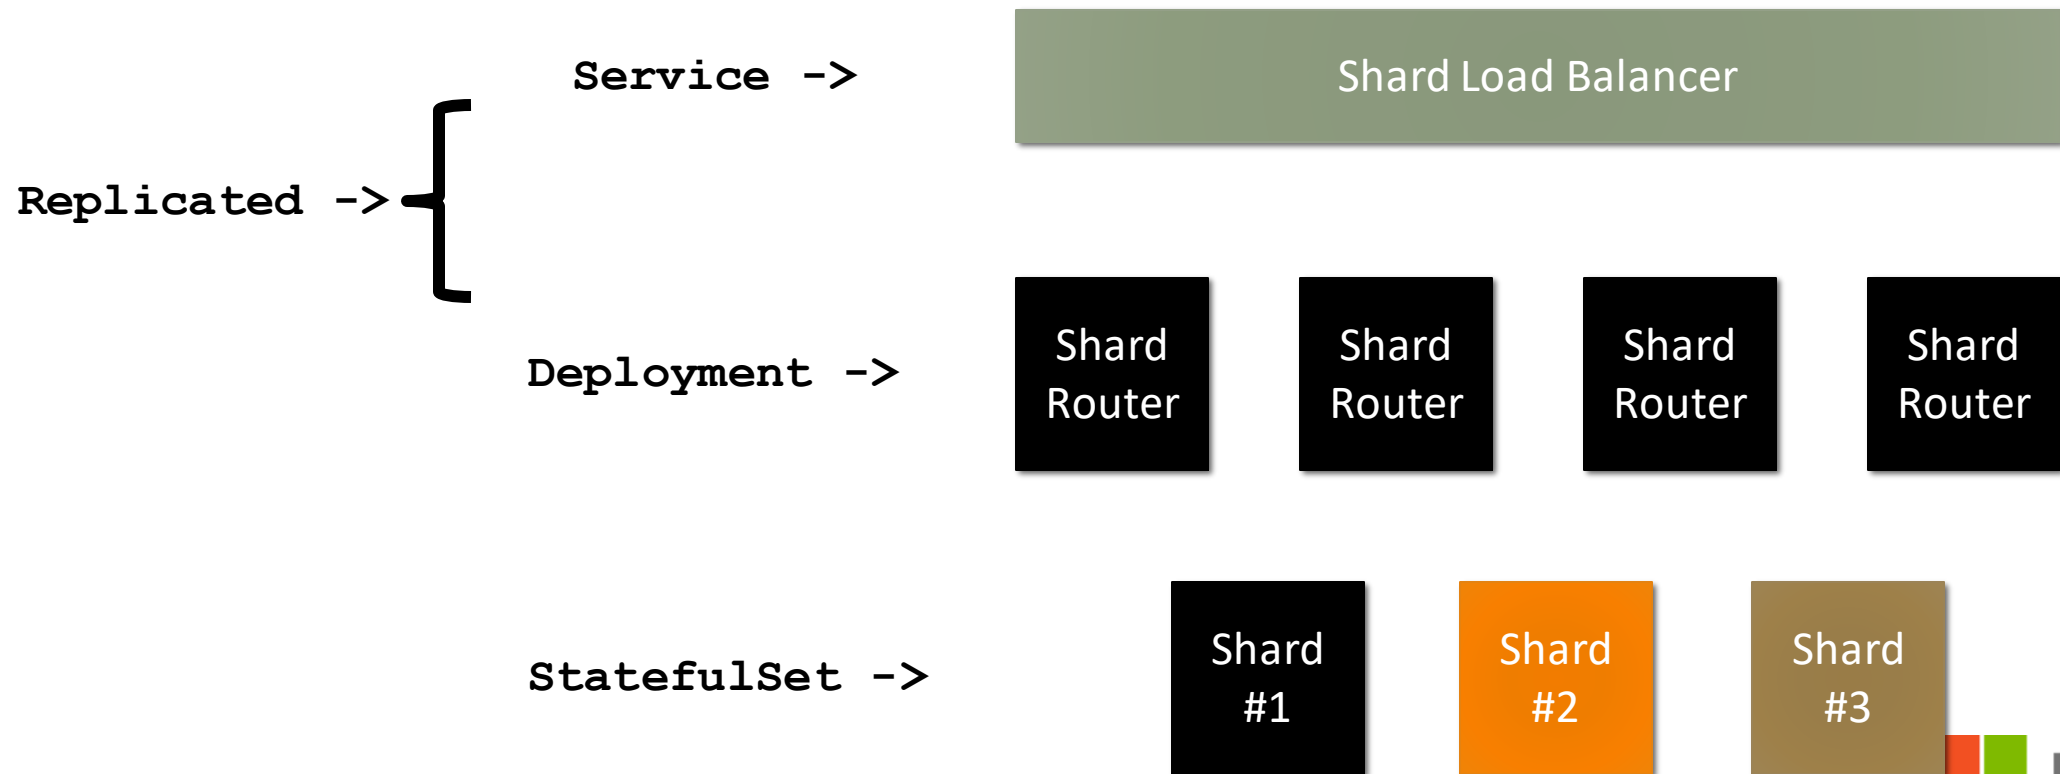 Service ->
Shard Load Balancer
Replicated ->
Deployment ->
Shard
Router
Shard
Router
Shard
Router
Shard
Router
StatefulSet ->
Shard
#1
Shard
#2
Shard
#3